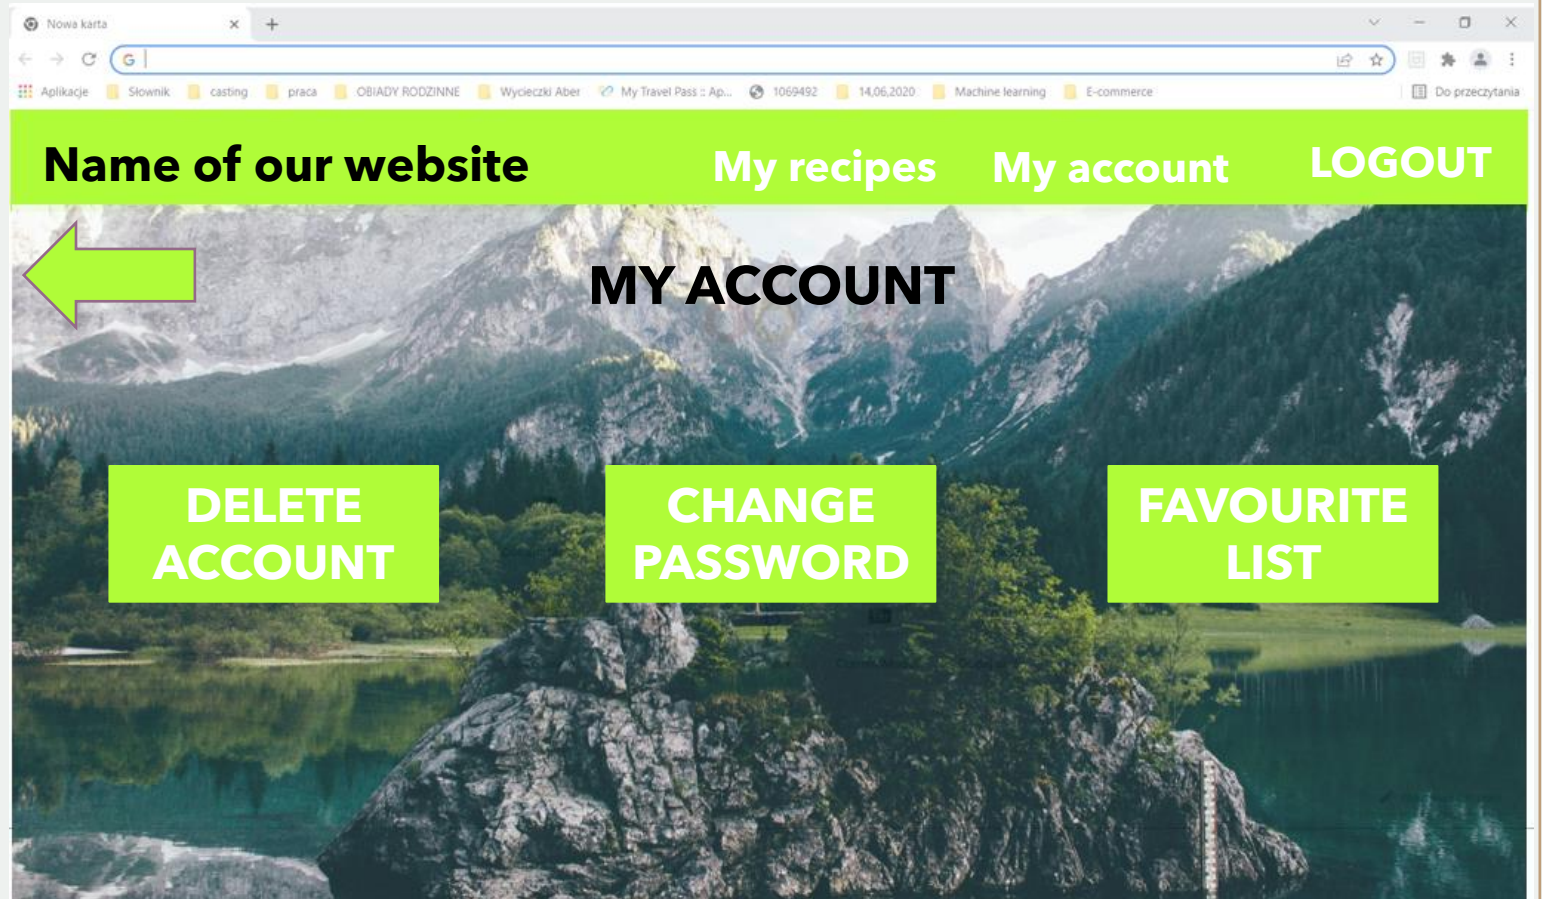 Nowa karta
G
Aplikacje Słownik casting praca OBIADY RODZINNE Wycieczki Aber My Travel Pass :: Ap... 1069492 14,06,2020 Machine learning E-commerce Do przeczytania
Name of our website My recipes My account LOGOUT
MY ACCOUNT
DELETE
ACCOUNT
CHANGE
PASSWORD
FAVOURITE
LIST